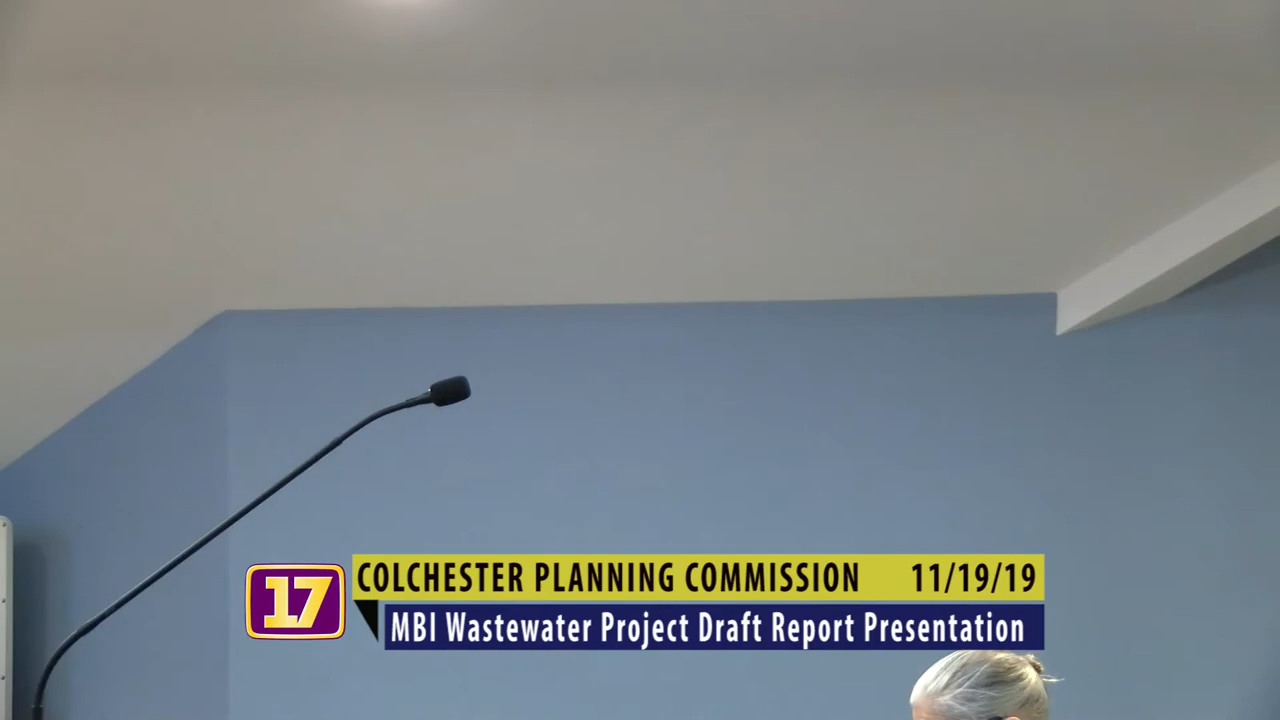 17
COLCHESTER PLANNING COMMISSION 11/19/19
MBI Wastewater Project Draft Report Presentation